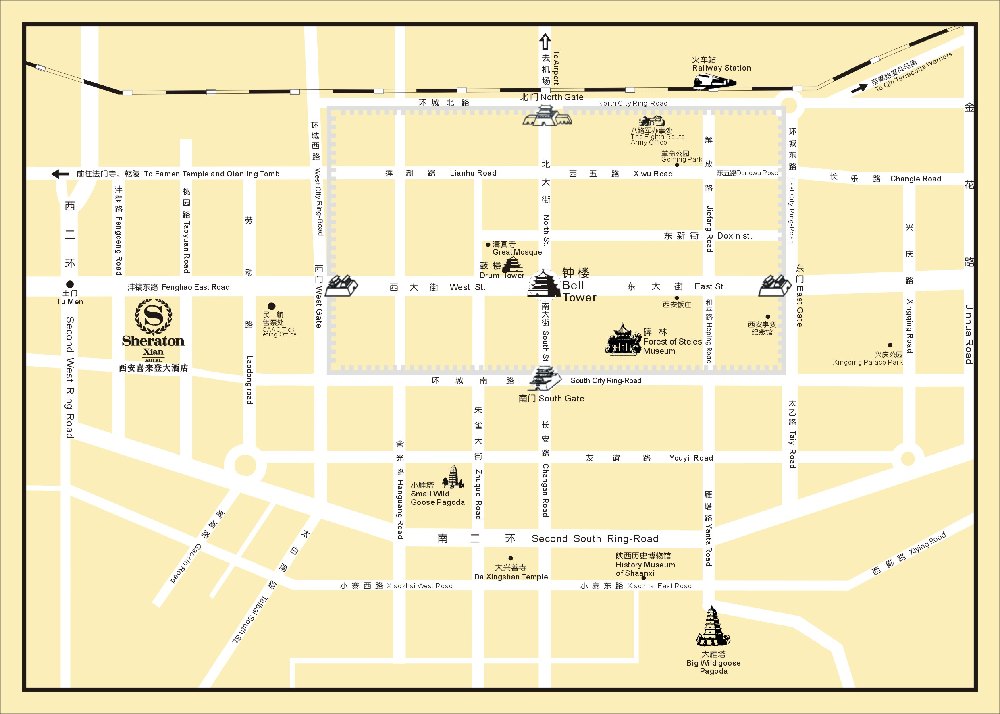 去机场
To Airport
火车站
Railway Station
至秦始皇兵马俑
To Qin Terracotta Warriors
北门 North Gate
环城北路
North City Ring-Road
金花路
Jinhua Road
八路军办事处
The Eighth Route
Army Office
革命公园
Geming Park
环城西路 West City Ring-Road
解放路 Jiefang Road
环城东路 East City Ring-Road
前往法门寺、乾陵 To Famen Temple and Qianling Tomb
莲湖路 Lianhu Road
北大街 North St.
西五路 Xiwu Road
东五路Dongwu Road
长乐路 Changle Road
西二环
Second West Ring-Road
沣登路 Fengdeng Road
桃园路 Taoyuan Road
劳动路
Laodong road
兴庆路 Xingqing Road
东新街 Doxin st.
清真寺
Great Mosque
鼓楼
Drum Tower
钟楼
Bell
Tower
西门 West Gate
东门 East Gate
土门
Tu Men
沣镐东路 Fenghao East Road
西大街 West St.
东大街 East St.
S
Sheraton
Xian
HOTEL
西安喜来登大酒店
民航
售票处
CAAC Tick-
eting Office
南大街 South St.
西安饭庄
和平路 Heping Road
西安事变
纪念馆
碑林
Forest of Steles
Museum
兴庆公园
Xingqing Palace Park
环城南路
South City Ring-Road
南门 South Gate
朱雀大街 Zhuque Road
长安路 Changan Road
太乙路 Taiyi Road
含光路 Hanguang Road
友谊路 Youyi Road
小雁塔
Small Wild
Goose Pagoda
雁塔路 Yanta Road
高新路 Gaoxin Road
太白南路 Taibai South St.
南二环 Second South Ring-Road
大兴善寺
Da Xingshan Temple
陕西历史博物馆
History Museum
of Shaanxi
小寨西路 Xiaozhai West Road
小寨东路 Xiaozhai East Road
西影路 Xiying Road
大雁塔
Big Wild goose
Pagoda